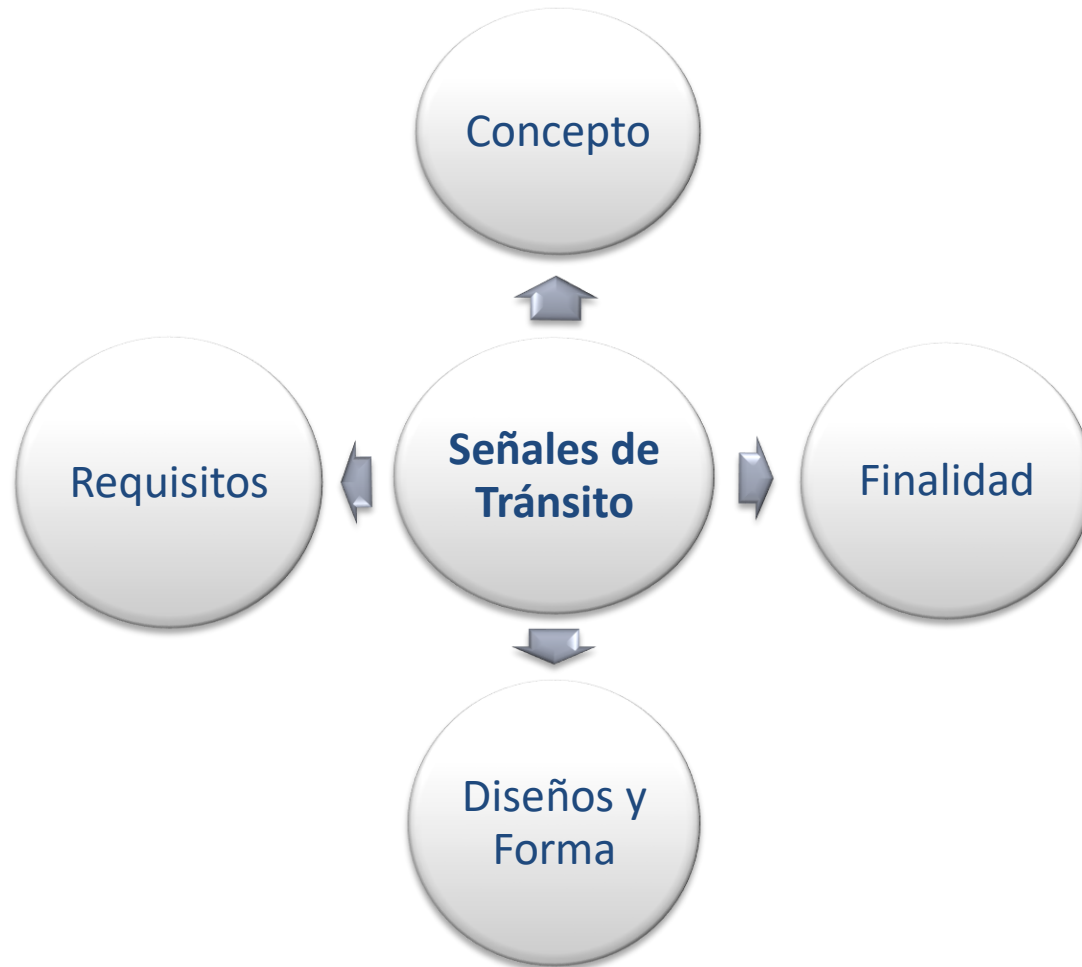 Concepto
Requisitos
Señales de
Tránsito
Finalidad
Diseños y
Forma